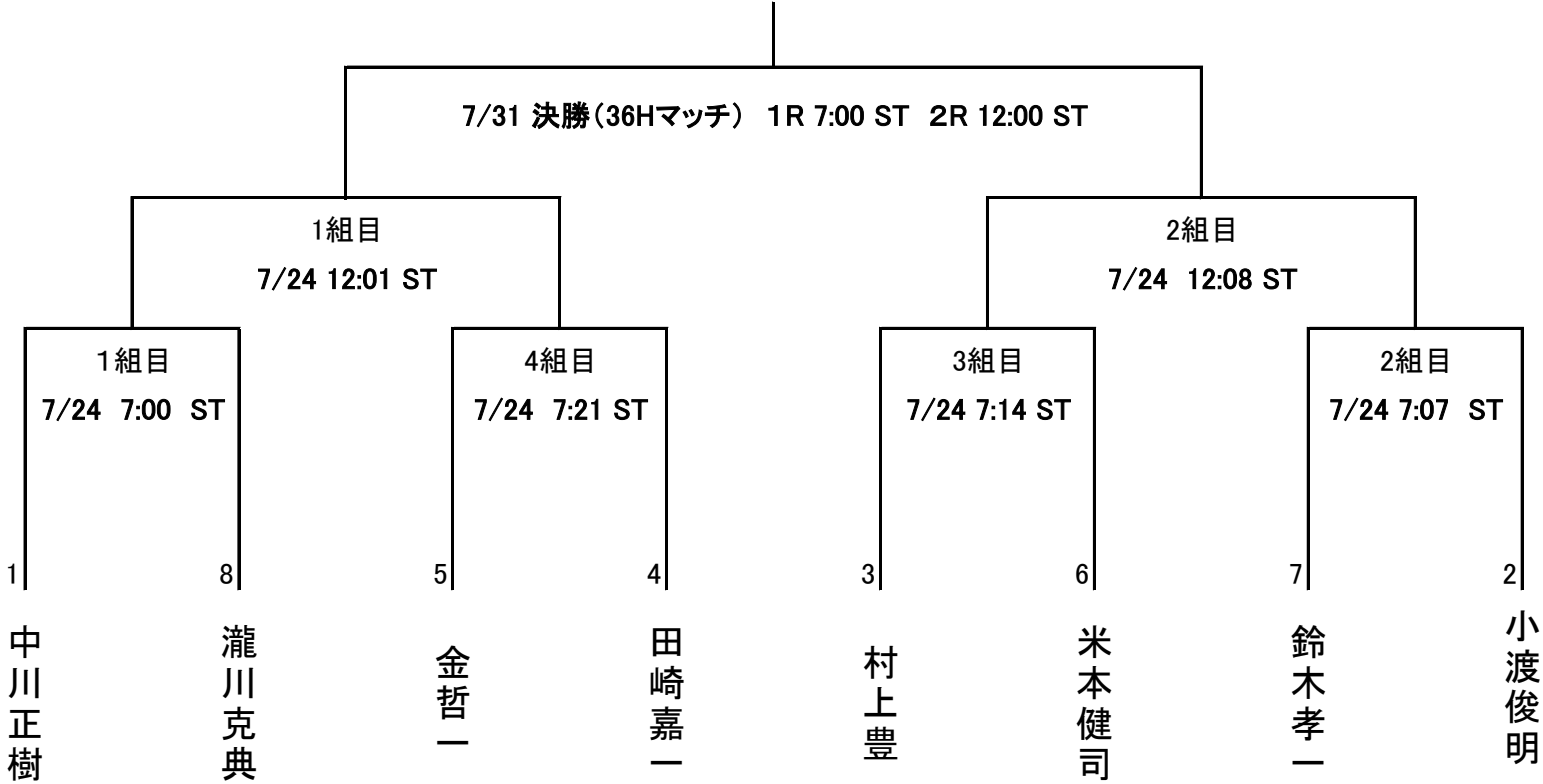 7/31 決勝（36Hマッチ） １R 7:00 ST ２R 12:00 ST
1組目
2組目
7/24 12:01 ST
7/24 12:08 ST
１組目
4組目
3組目
2組目
7/24 7:00 ST
7/24 7:21 ST
7/24 7:14 ST
7/24 7:07 ST
1
8
5
4
3
6
7
2
中川正樹
瀧川克典
金哲一
田崎嘉一
村上豊
米本健司
鈴木孝一
小渡俊明